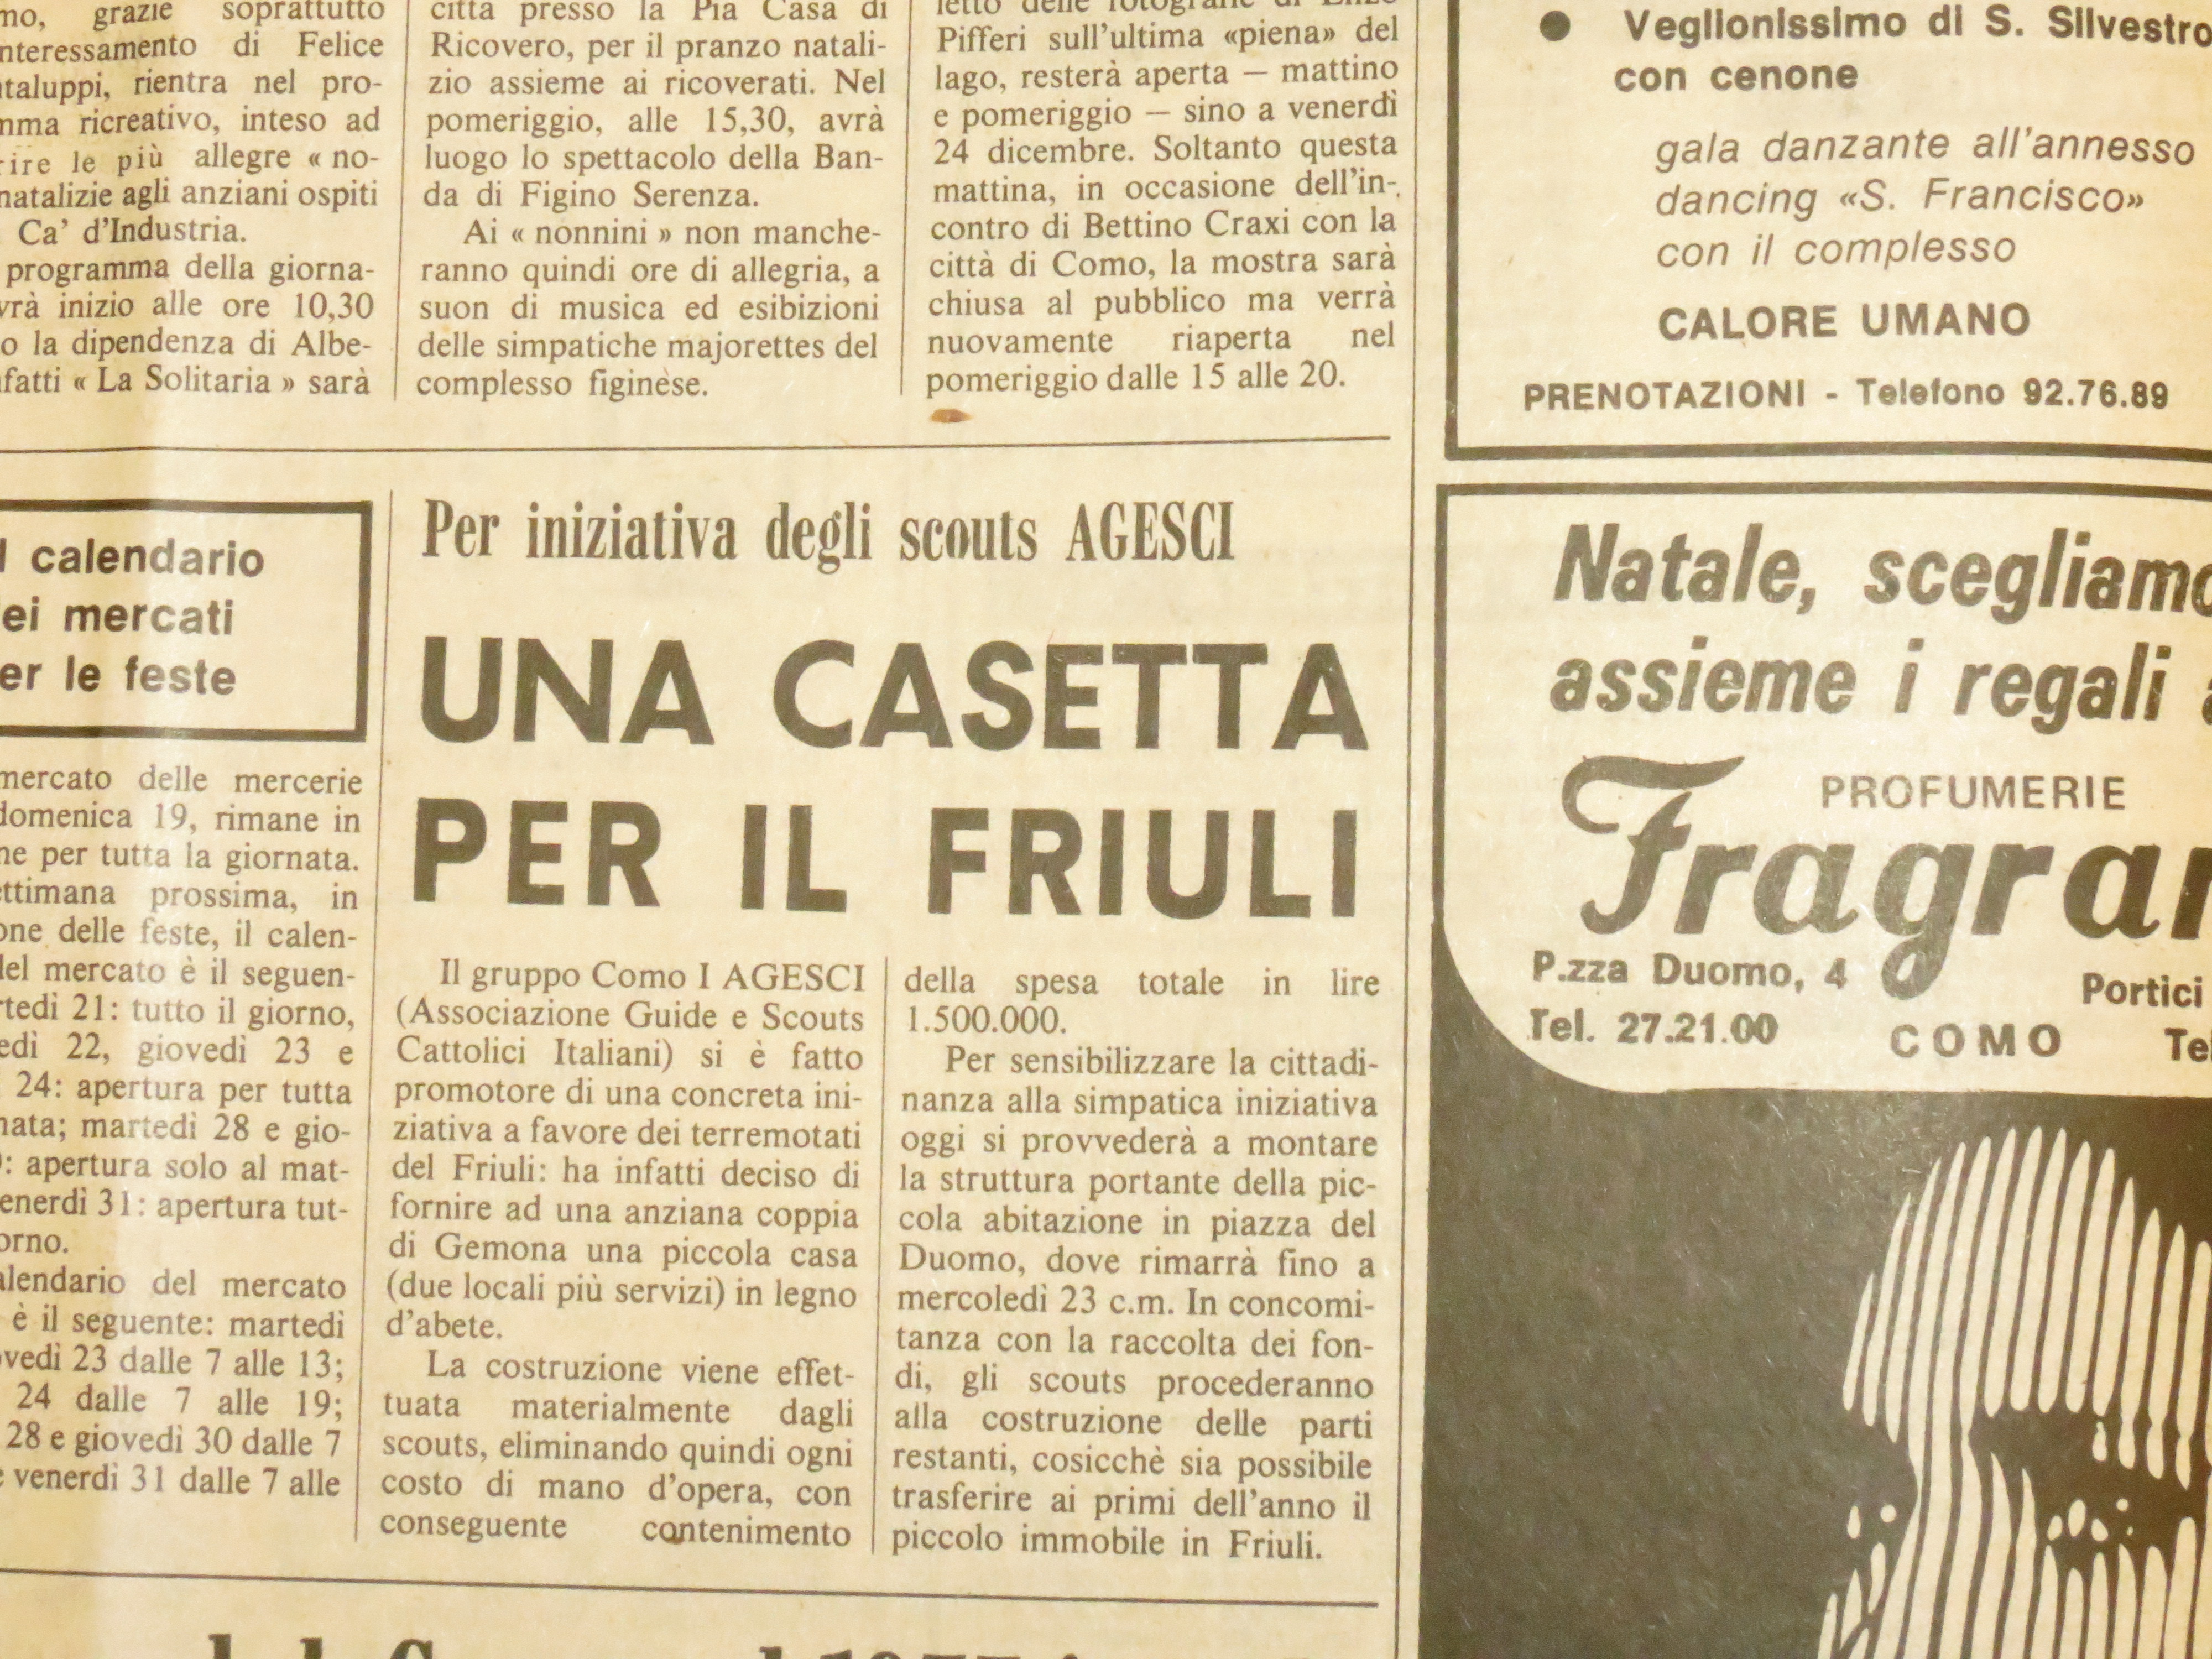 mo, grazie soprattutto
nteressamento di Felice
taluppi, rientra nel pro-
mma ricreativo, inteso ad
rire le più allegre « no-
natalizie agli anziani ospiti
Ca' d'Industria.
programma della giorna-
vrà inizio alle ore 10,30
o la dipendenza di Albe-
fatti « La Solitaria » sarà
città presso la Pia Casa di
Ricovero, per il pranzo natali-
zio assieme ai ricoverati. Nel
pomeriggio, alle 15,30, avrà
luogo lo spettacolo della Ban-
da di Figino Serenza.
Ai « nonnini » non manche-
ranno quindi ore di allegria, a
suon di musica ed esibizioni
delle simpatiche majorettes del
complesso figinese.
letto delle fotografie di Enzo
Pifferi sull'ultima «piena» del
lago, resterà aperta — mattino
e pomeriggio — sino a venerdì
24 dicembre. Soltanto questa
mattina, in occasione dell'in-
contro di Bettino Craxi con la
città di Como, la mostra sarà
chiusa al pubblico ma verrà
nuovamente riaperta nel
pomeriggio dalle 15 alle 20.
● Veglionissimo di S. Silvestro
con cenone
gala danzante all'annesso
dancing «S. Francisco»
con il complesso
CALORE UMANO
PRENOTAZIONI - Telefono 92.76.89
l calendario
ei mercati
er le feste
mercato delle mercerie
domenica 19, rimane in
ne per tutta la giornata.
ettimana prossima, in
one delle feste, il calen-
del mercato è il seguen-
rtedì 21: tutto il giorno,
edì 22, giovedì 23 e
24: apertura per tutta
nata; martedì 28 e gio-
: apertura solo al mat-
enerdì 31: apertura tut-
orno.
alendario del mercato
è il seguente: martedì
ovedì 23 dalle 7 alle 13;
24 dalle 7 alle 19;
28 e giovedì 30 dalle 7
e venerdì 31 dalle 7 alle
Per iniziativa degli scouts AGESCI
UNA CASETTA
PER IL FRIULI
Il gruppo Como I AGESCI
(Associazione Guide e Scouts
Cattolici Italiani) si è fatto
promotore di una concreta ini-
ziativa a favore dei terremotati
del Friuli: ha infatti deciso di
fornire ad una anziana coppia
di Gemona una piccola casa
(due locali più servizi) in legno
d'abete.
La costruzione viene effet-
tuata materialmente dagli
scouts, eliminando quindi ogni
costo di mano d'opera, con
conseguente contenimento
della spesa totale in lire
1.500.000.
Per sensibilizzare la cittadi-
nanza alla simpatica iniziativa
oggi si provvederà a montare
la struttura portante della pic-
cola abitazione in piazza del
Duomo, dove rimarrà fino a
mercoledì 23 c.m. In concomi-
tanza con la raccolta dei fon-
di, gli scouts procederanno
alla costruzione delle parti
restanti, cosicchè sia possibile
trasferire ai primi dell'anno il
piccolo immobile in Friuli.
Natale, scegliamo
assieme i regali a
PROFUMERIE
Fragran
P.zza Duomo, 4
Portici
Tel. 27.21.00
COMO
Te